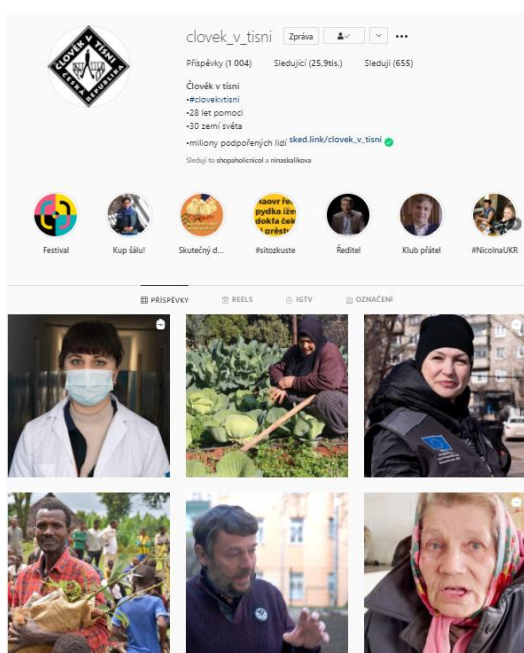 ČLOVĚK V TÍSNI
ČESKÁ REPUBLIKA
clovek_v_tisni
Zpráva
Příspěvky (1 004) Sledující (25,9tis.) Sleduji (655)
Člověk v tísni
•#clovekvtisni
•28 let pomoci
•30 zemí světa
•miliony podpořených lidí sked.link/clovek_v_tisni
Sledují to shopaholicnicol a ninaskalikova
Festival Kup šálu! Skutečný d... #sitozkuste Ředitel Klub přátel #NicolnaUKR
PŘÍSPĚVKY REELS IGTV OZNAČENÍ